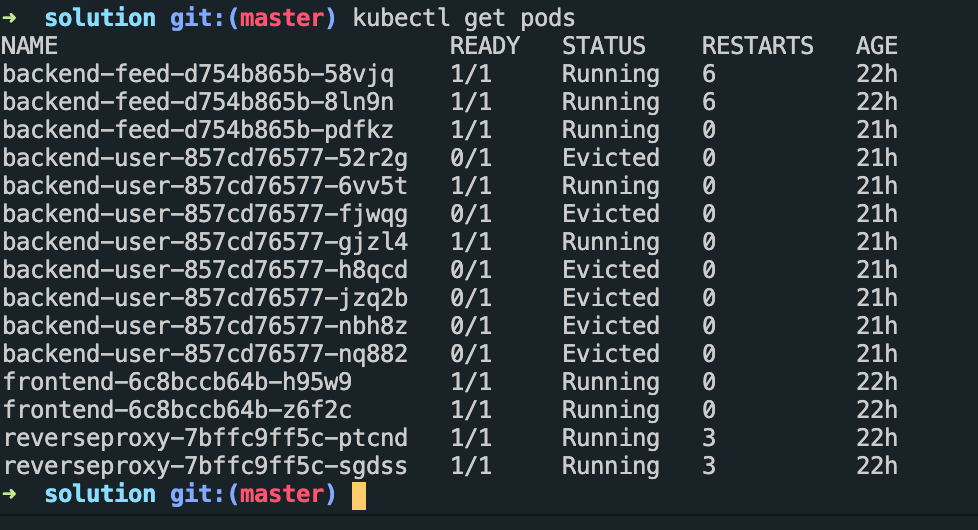 ➜  solution git:(master) kubectl get pods
NAME                            READY   STATUS    RESTARTS   AGE
backend-feed-d754b865b-58vjq    1/1     Running   6          22h
backend-feed-d754b865b-8ln9n    1/1     Running   6          22h
backend-feed-d754b865b-pdfkz    1/1     Running   0          21h
backend-user-857cd76577-52r2g   0/1     Evicted   0          21h
backend-user-857cd76577-6vv5t   1/1     Running   0          21h
backend-user-857cd76577-fjwqg   0/1     Evicted   0          21h
backend-user-857cd76577-gjzl4   1/1     Running   0          21h
backend-user-857cd76577-h8qcd   0/1     Evicted   0          21h
backend-user-857cd76577-jzq2b   0/1     Evicted   0          21h
backend-user-857cd76577-nbh8z   0/1     Evicted   0          21h
backend-user-857cd76577-nq882   0/1     Evicted   0          21h
frontend-6c8bccb64b-h95w9       1/1     Running   0          22h
frontend-6c8bccb64b-z6f2c       1/1     Running   0          22h
reverseproxy-7bffc9ff5c-ptcnd   1/1     Running   3          22h
reverseproxy-7bffc9ff5c-sgdss   1/1     Running   3          22h
➜  solution git:(master)